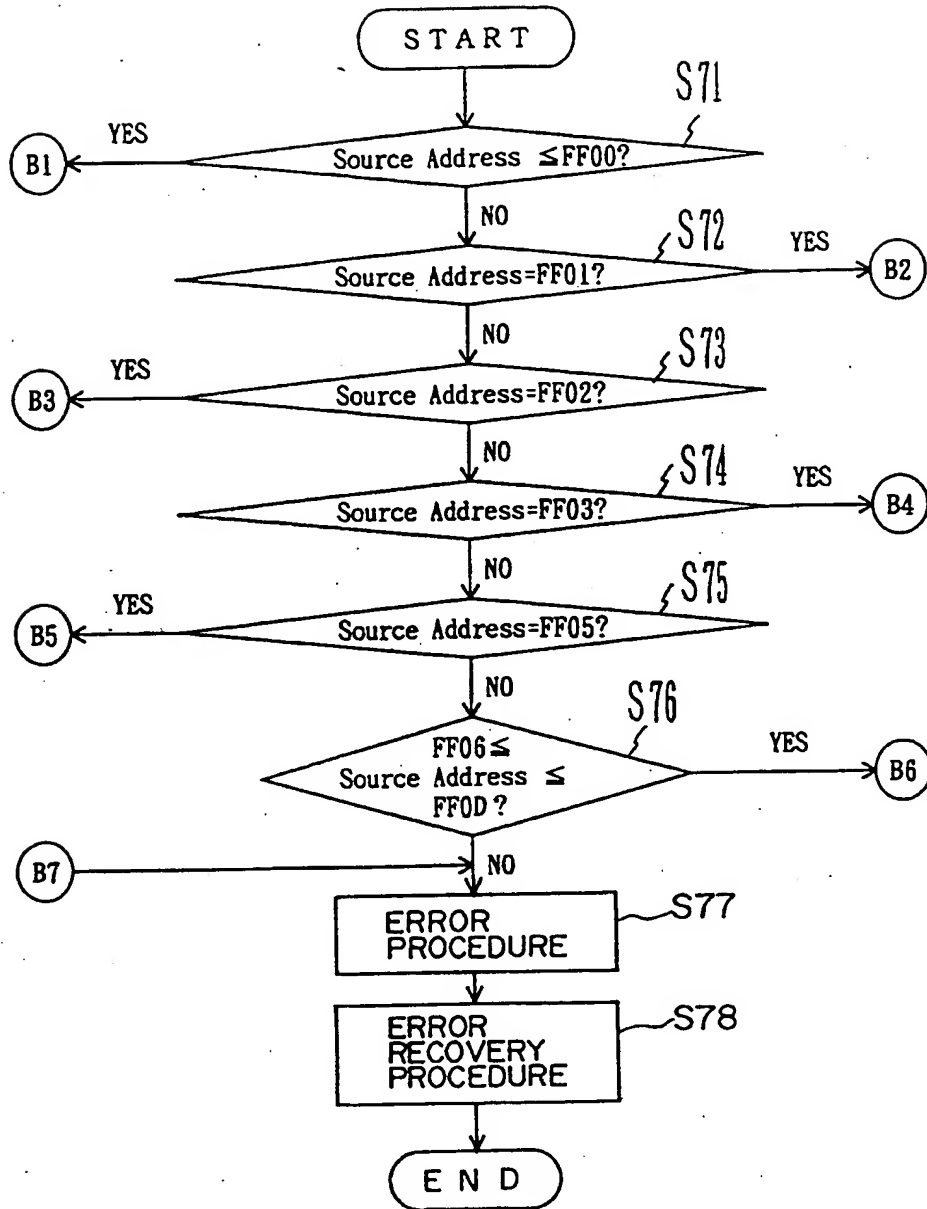 START
S71
YES
B1
Source Address ≦FF00?
NO
S72
YES
Source Address=FF01?
B2
NO
S73
YES
B3
Source Address=FF02?
NO
S74
YES
Source Address=FF03?
B4
NO
S75
YES
B5
Source Address=FF05?
NO
S76
FF06≦
YES
Source Address ≦
B6
FF0D?
B7
NO
S77
ERROR
PROCEDURE
S78
ERROR
RECOVERY
PROCEDURE
END